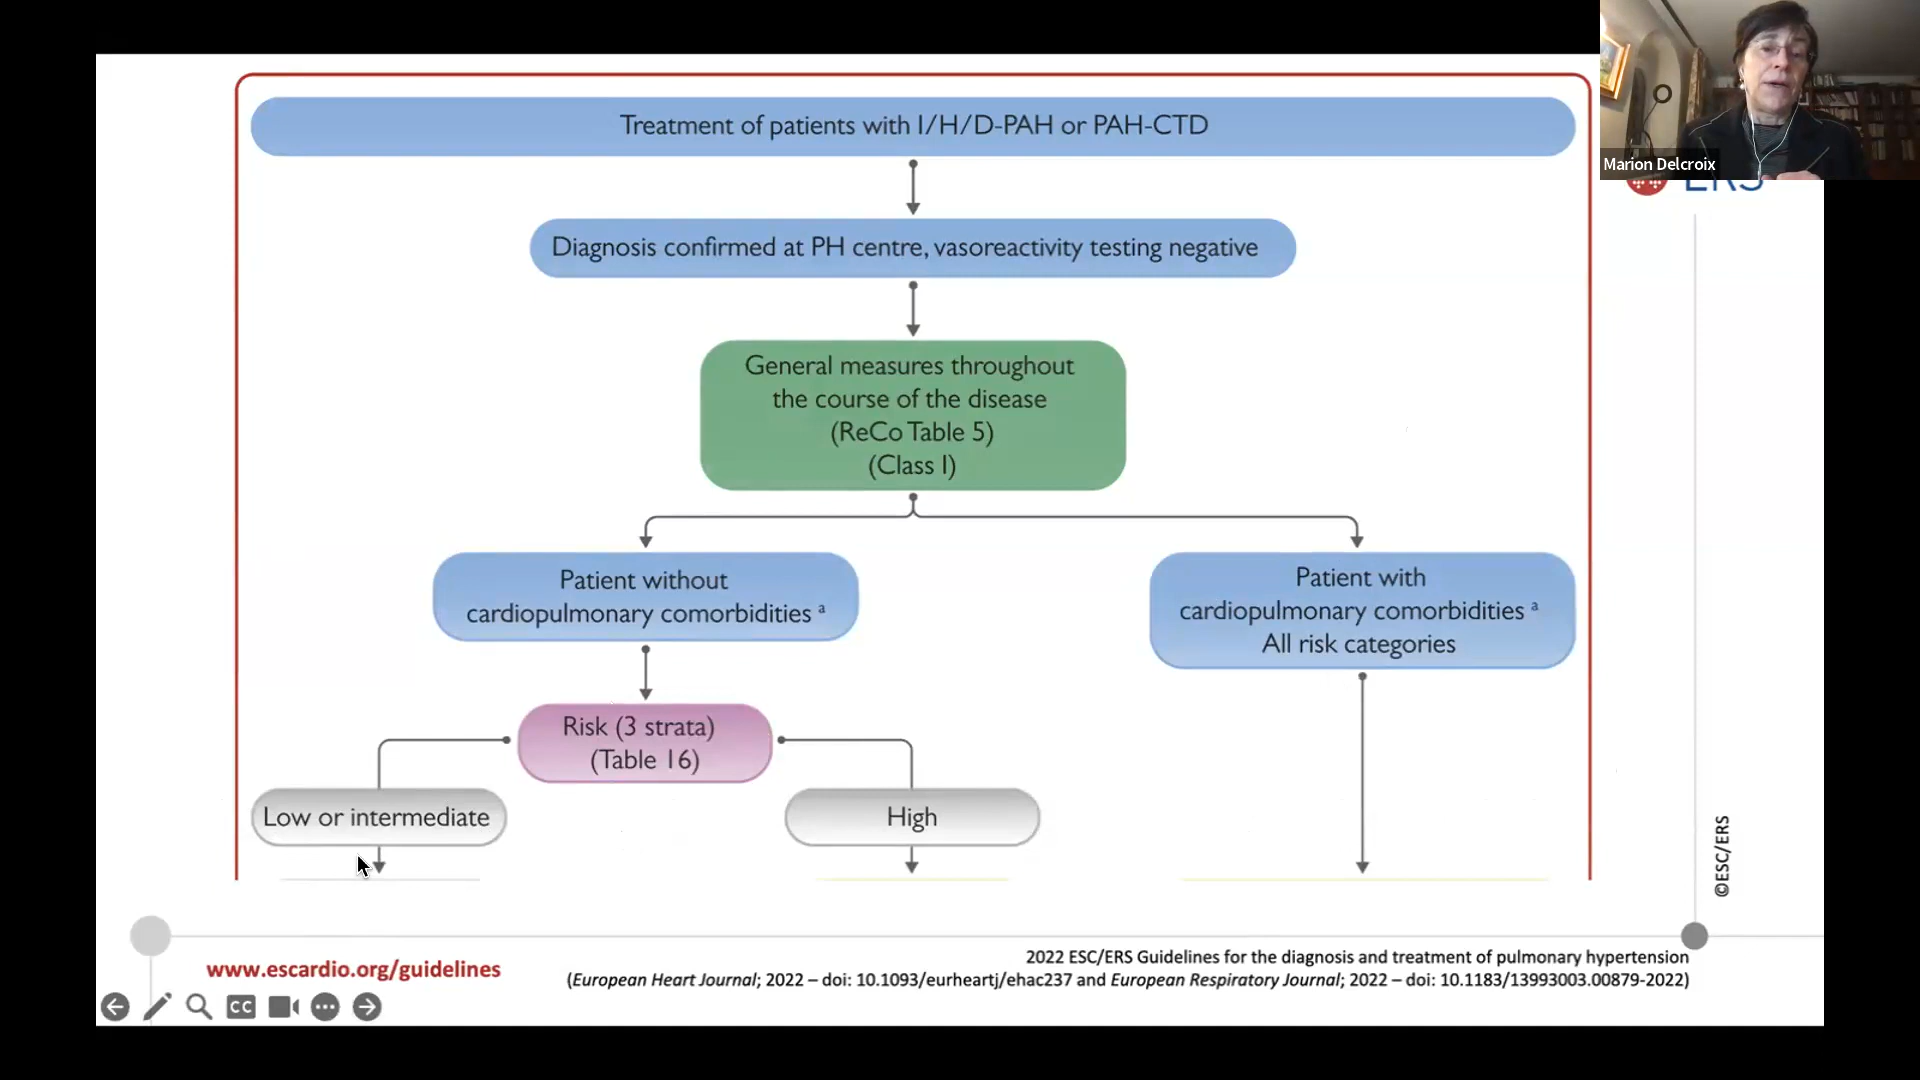 Treatment of patients with I/H/D-PAH or PAH-CTD
Marion Delcroix
ERS
Diagnosis confirmed at PH centre, vasoreactivity testing negative
General measures throughout
the course of the disease
(ReCo Table 5)
(Class I)
Patient without
cardiopulmonary comorbidities a
Patient with
cardiopulmonary comorbidities a
All risk categories
Risk (3 strata)
(Table 16)
Low or intermediate
High
©ESC/ERS
www.escardio.org/guidelines
2022 ESC/ERS Guidelines for the diagnosis and treatment of pulmonary hypertension
(European Heart Journal; 2022 – doi: 10.1093/eurheartj/ehac237 and European Respiratory Journal; 2022 – doi: 10.1183/13993003.00879-2022)
CC